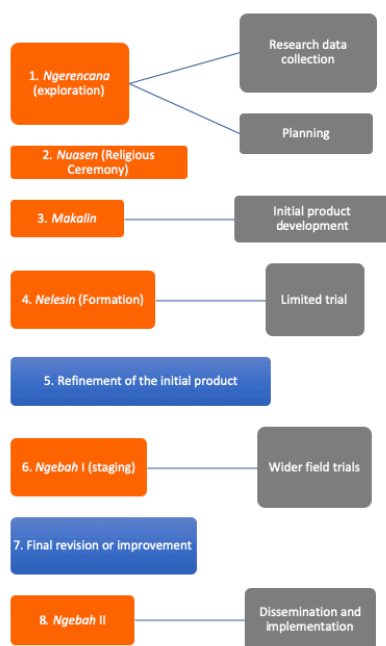 1. Ngerencana
(exploration)
Research data
collection
Planning
2. Nuasen (Religious
Ceremony)
3. Makalin
Initial product
development
4. Nelesin (Formation)
Limited trial
5. Refinement of the initial product
6. Ngebah I (staging)
Wider field trials
7. Final revision or improvement
8. Ngebah II
Dissemination and
implementation